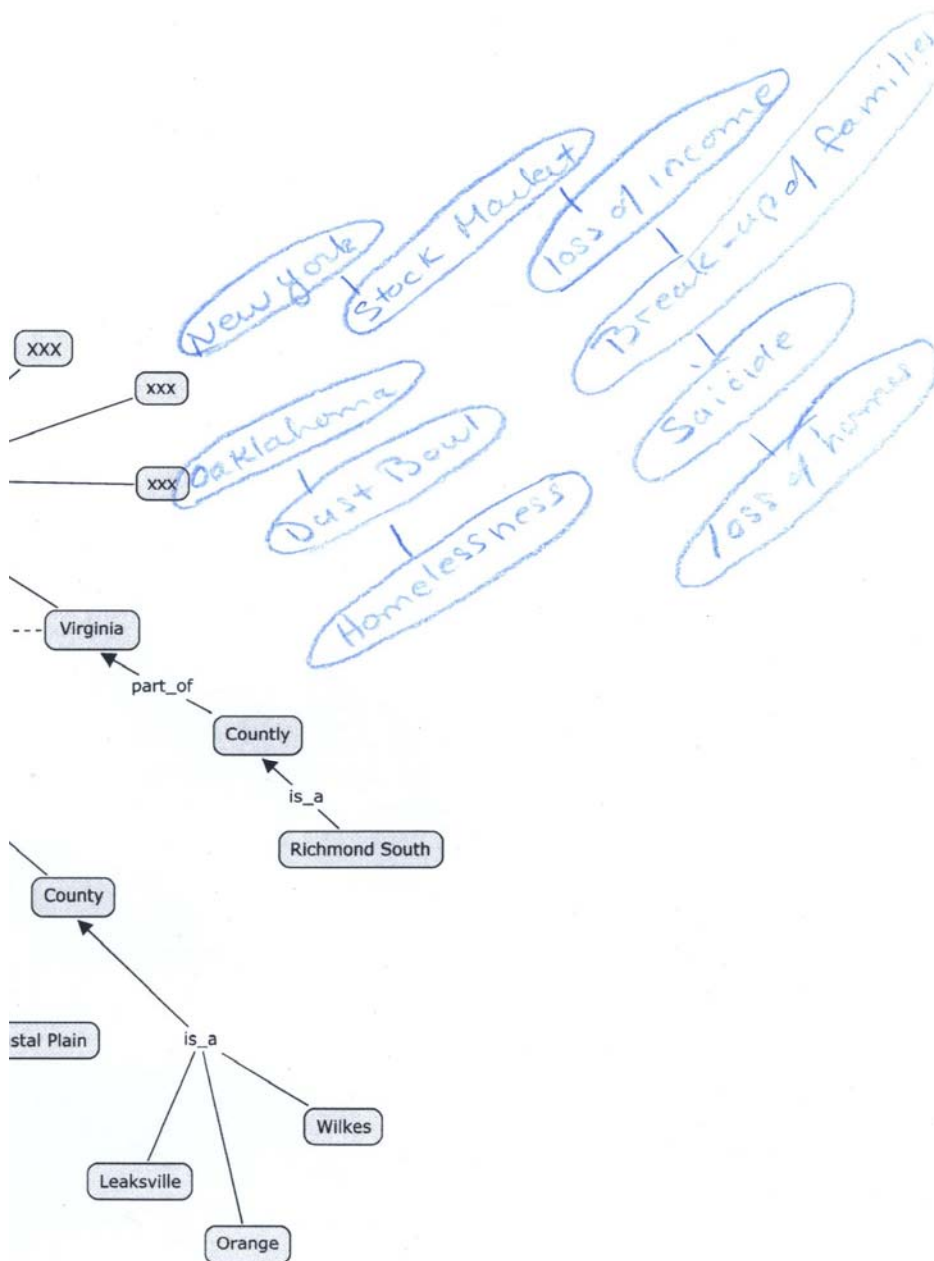 New York
Stock Market
loss of income
Break-up of families
Suicide
loss of homes
xxx
xxx
xxx
Oaklahoma
Dust Bowl
Homelessness
Virginia
part_of
Countly
is_a
Richmond South
County
stal Plain
is_a
Wilkes
Leaksville
Orange